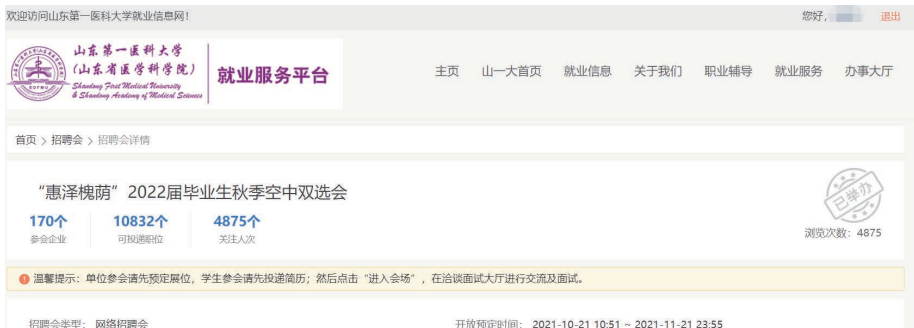 欢迎访问山东第一医科大学就业信息网！
您好，
退出
山东第一医科大学
（山东省医学科学院）
Shandong First Medical University
& Shandong Academy of Medical Sciences
就业服务平台
主页 山一大首页 就业信息 关于我们 职业辅导 就业服务 办事大厅
首页 > 招聘会 > 招聘会详情
“惠泽槐荫”2022届毕业生秋季空中双选会
170个 10832个 4875个
参会企业 可投递职位 关注人次
已举办
浏览次数：4875
温馨提示：单位参会请先预定展位，学生参会请先投递简历；然后点击“进入会场”，在洽谈面试大厅进行交流及面试。
招聘会类型： 网络招聘会
开放预定时间： 2021-10-21 10:51 ~ 2021-11-21 23:55